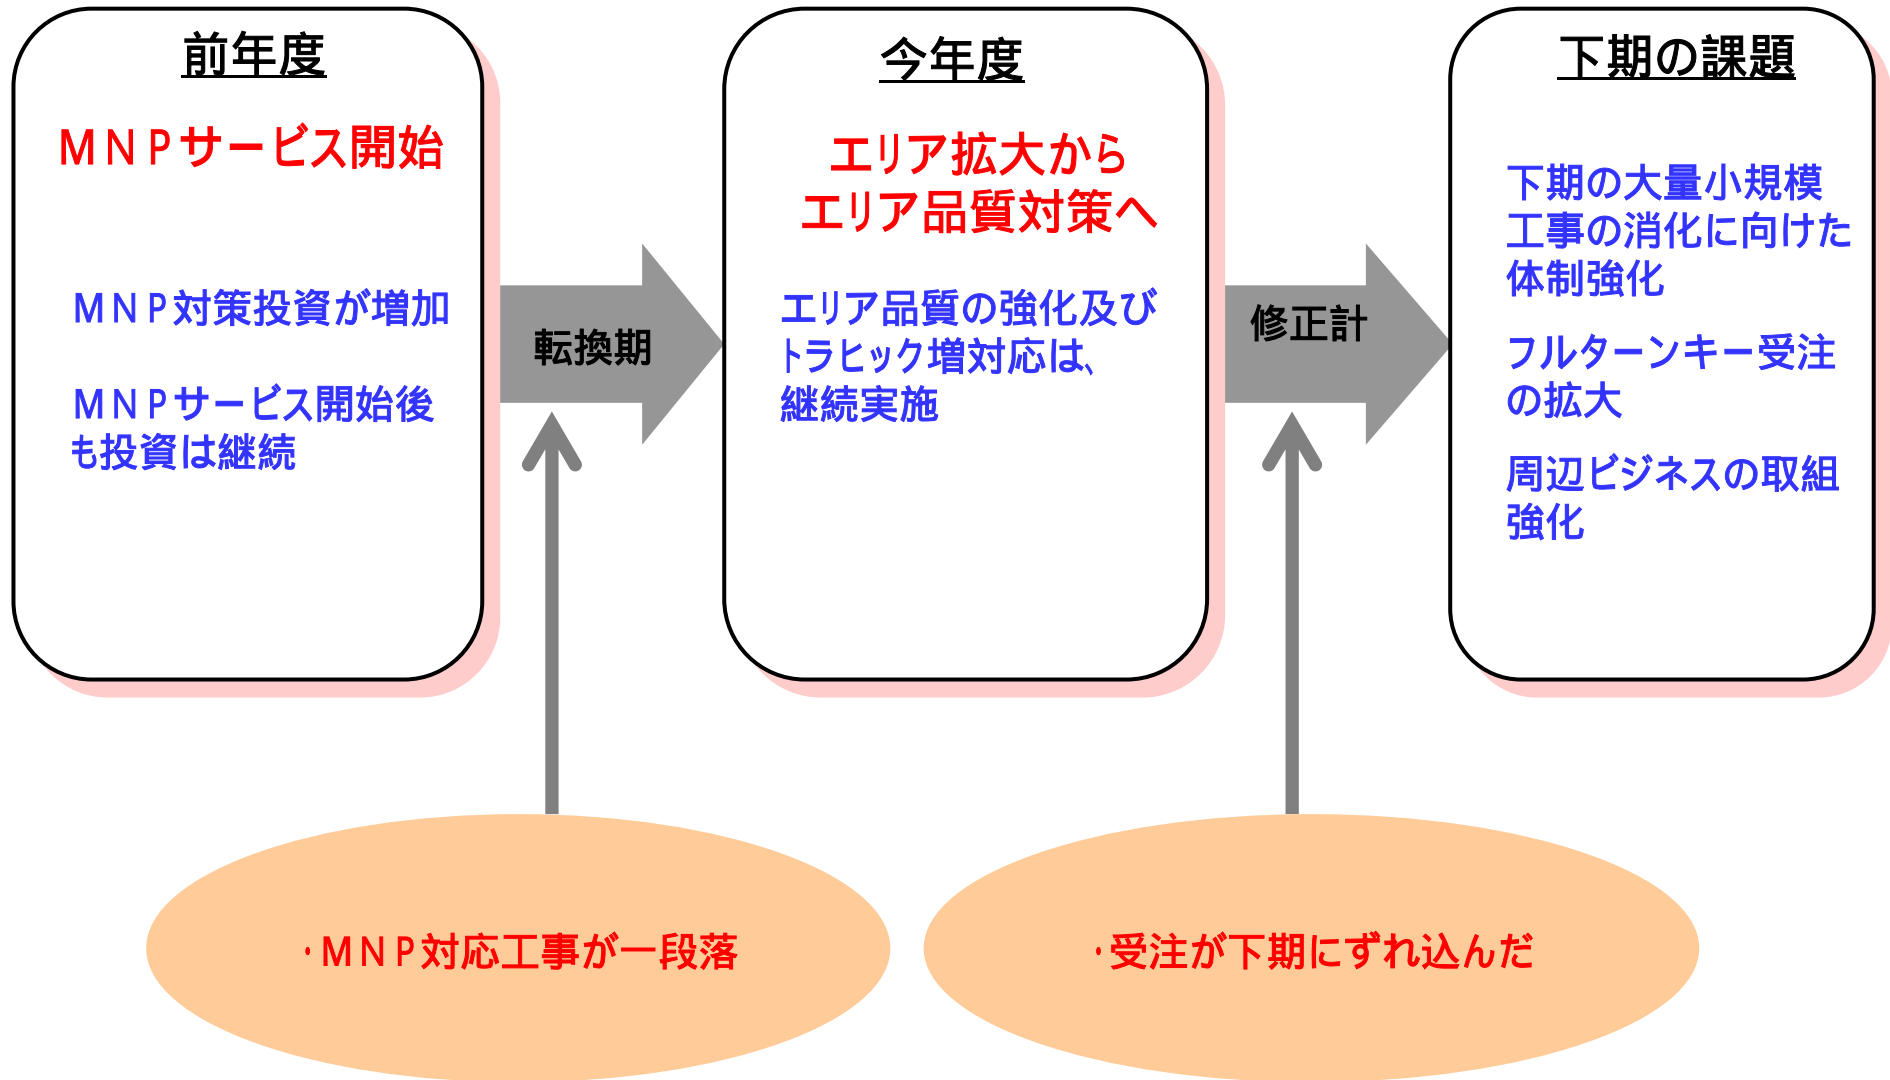 前年度
ＭＮＰサービス開始
ＭＮＰ対策投資が増加
ＭＮＰサービス開始後
も投資は継続
転換期
今年度
エリア拡大から
エリア品質対策へ
エリア品質の強化及び
トラヒック増対応は、
継続実施
修正計
下期の課題
下期の大量小規模
工事の消化に向けた
体制強化
フルターンキー受注
の拡大
周辺ビジネスの取組
強化
・ＭＮＰ対応工事が一段落
・受注が下期にずれ込んだ